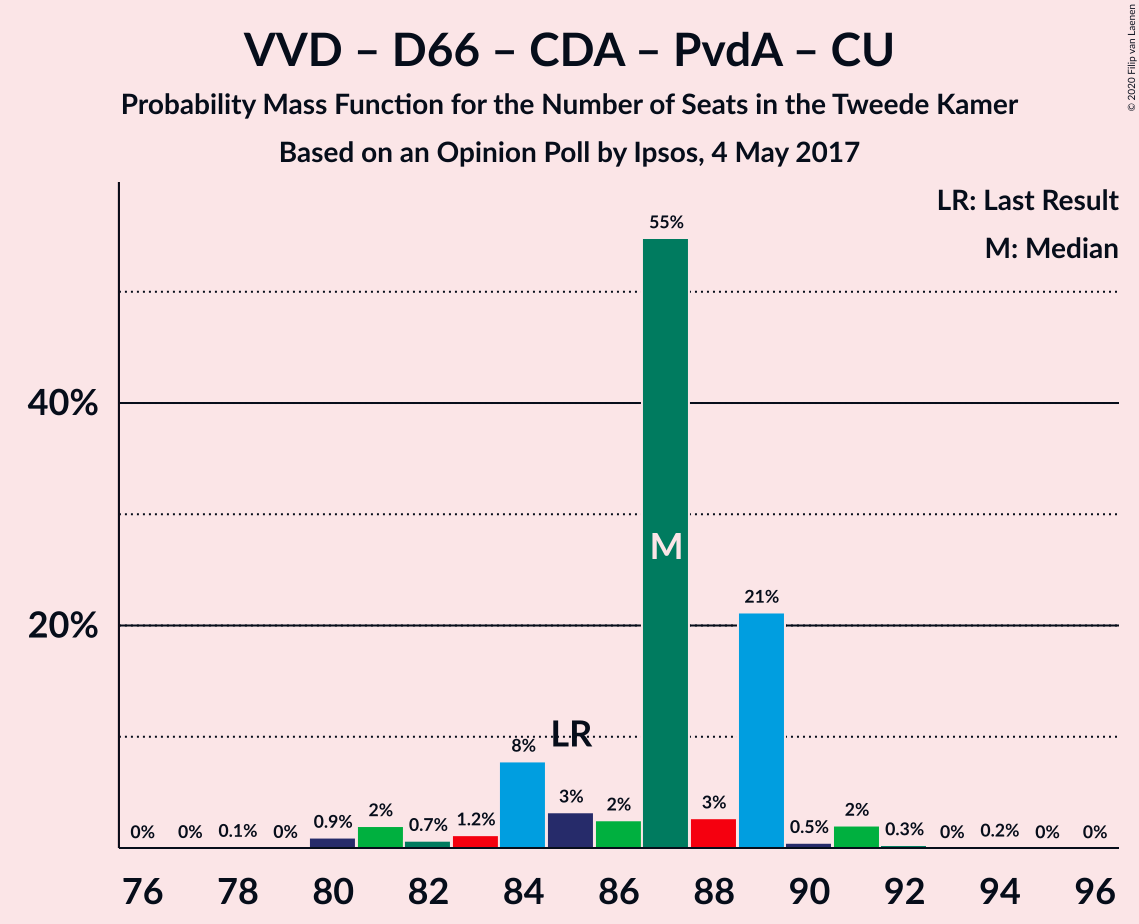 VVD – D66 – CDA – PvdA – CU
Probability Mass Function for the Number of Seats in the Tweede Kamer
Based on an Opinion Poll by Ipsos, 4 May 2017
© 2020 Filip van Laenen
LR: Last Result
M: Median
55%
40%
M
21%
20%
LR
8%
0% 0% 0.1% 0% 0.9% 2% 0.7% 1.2% 3% 2% 3% 0.5% 2% 0.3% 0% 0.2% 0% 0%
76 78 80 82 84 86 88 90 92 94 96